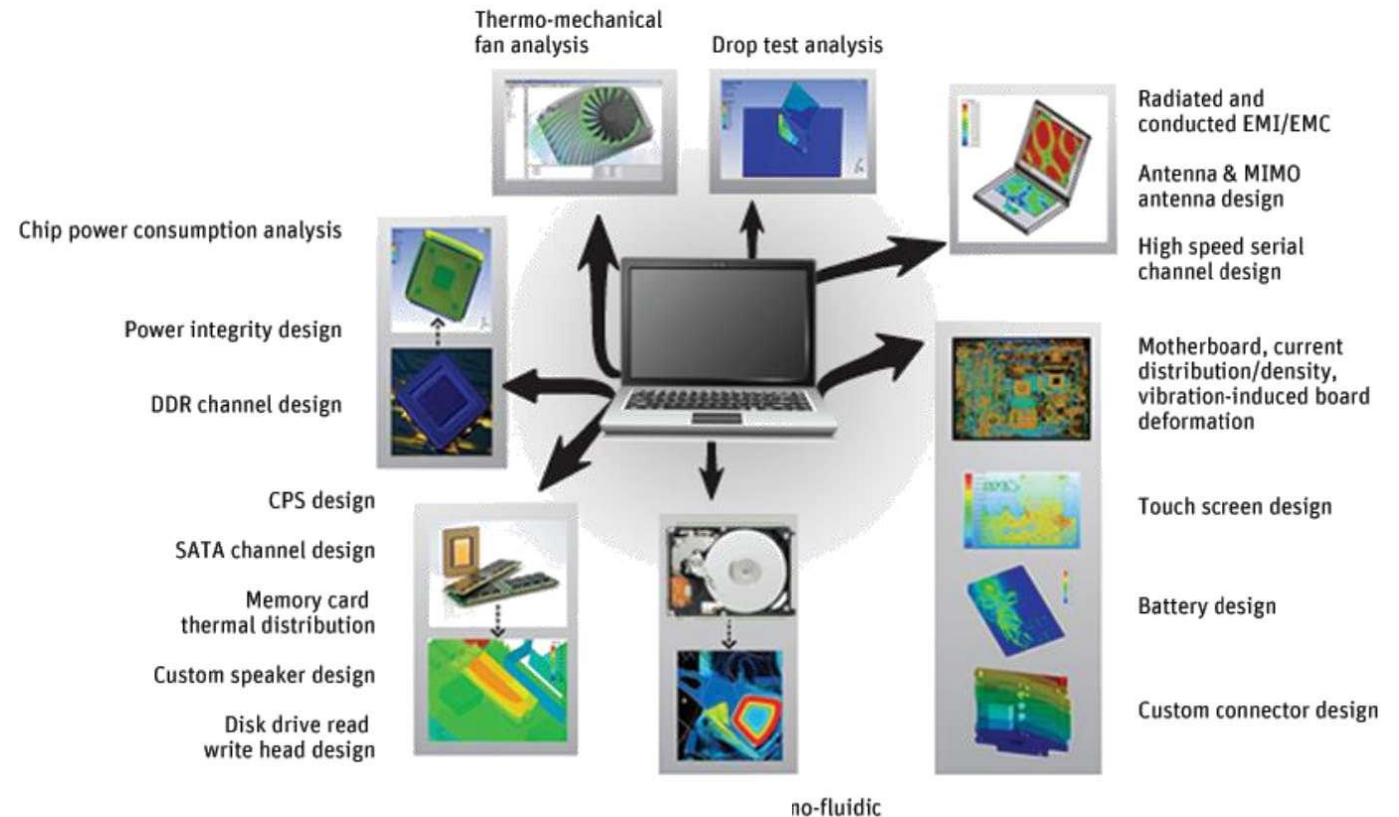 Thermo-mechanical
fan analysis
Drop test analysis
Radiated and
conducted EMI/EMC
Antenna & MIMO
antenna design
High speed serial
channel design
Chip power consumption analysis
Power integrity design
DDR channel design
Motherboard, current
distribution/density,
vibration-induced board
deformation
Touch screen design
Battery design
Custom connector design
CPS design
SATA channel design
Memory card
thermal distribution
Custom speaker design
Disk drive read
write head design
no-fluidic